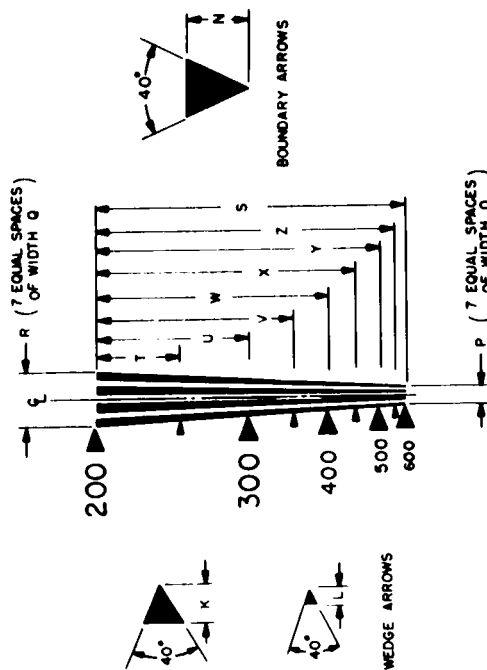 R (7 EQUAL SPACES)
OF WIDTH Q
40°
N
BOUNDARY ARROWS
℄
200
300
400
500
600
T
U
V
W
X
Y
Z
S
40°
K
40°
L
WEDGE ARROWS
P (7 EQUAL SPACES)
OF WIDTH Q